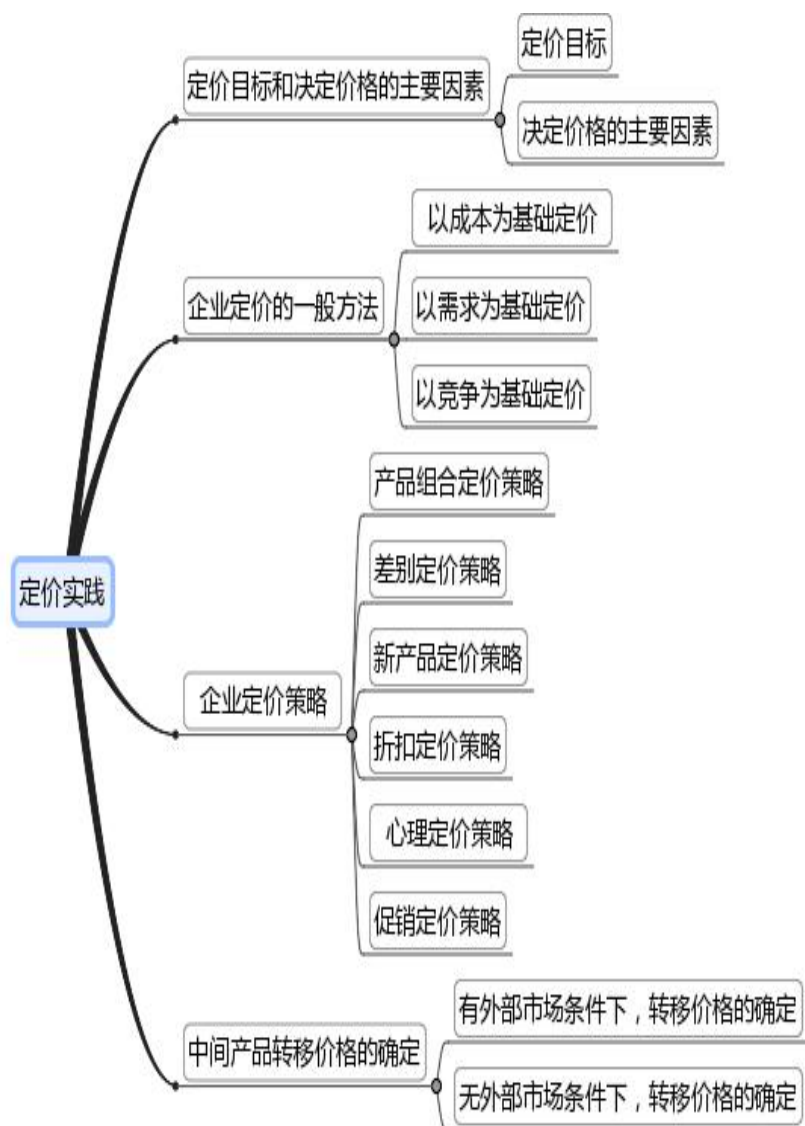 定价实践
定价目标和决定价格的主要因素
定价目标
决定价格的主要因素
企业定价的一般方法
以成本为基础定价
以需求为基础定价
以竞争为基础定价
企业定价策略
产品组合定价策略
差别定价策略
新产品定价策略
折扣定价策略
心理定价策略
促销定价策略
中间产品转移价格的确定
有外部市场条件下，转移价格的确定
无外部市场条件下，转移价格的确定